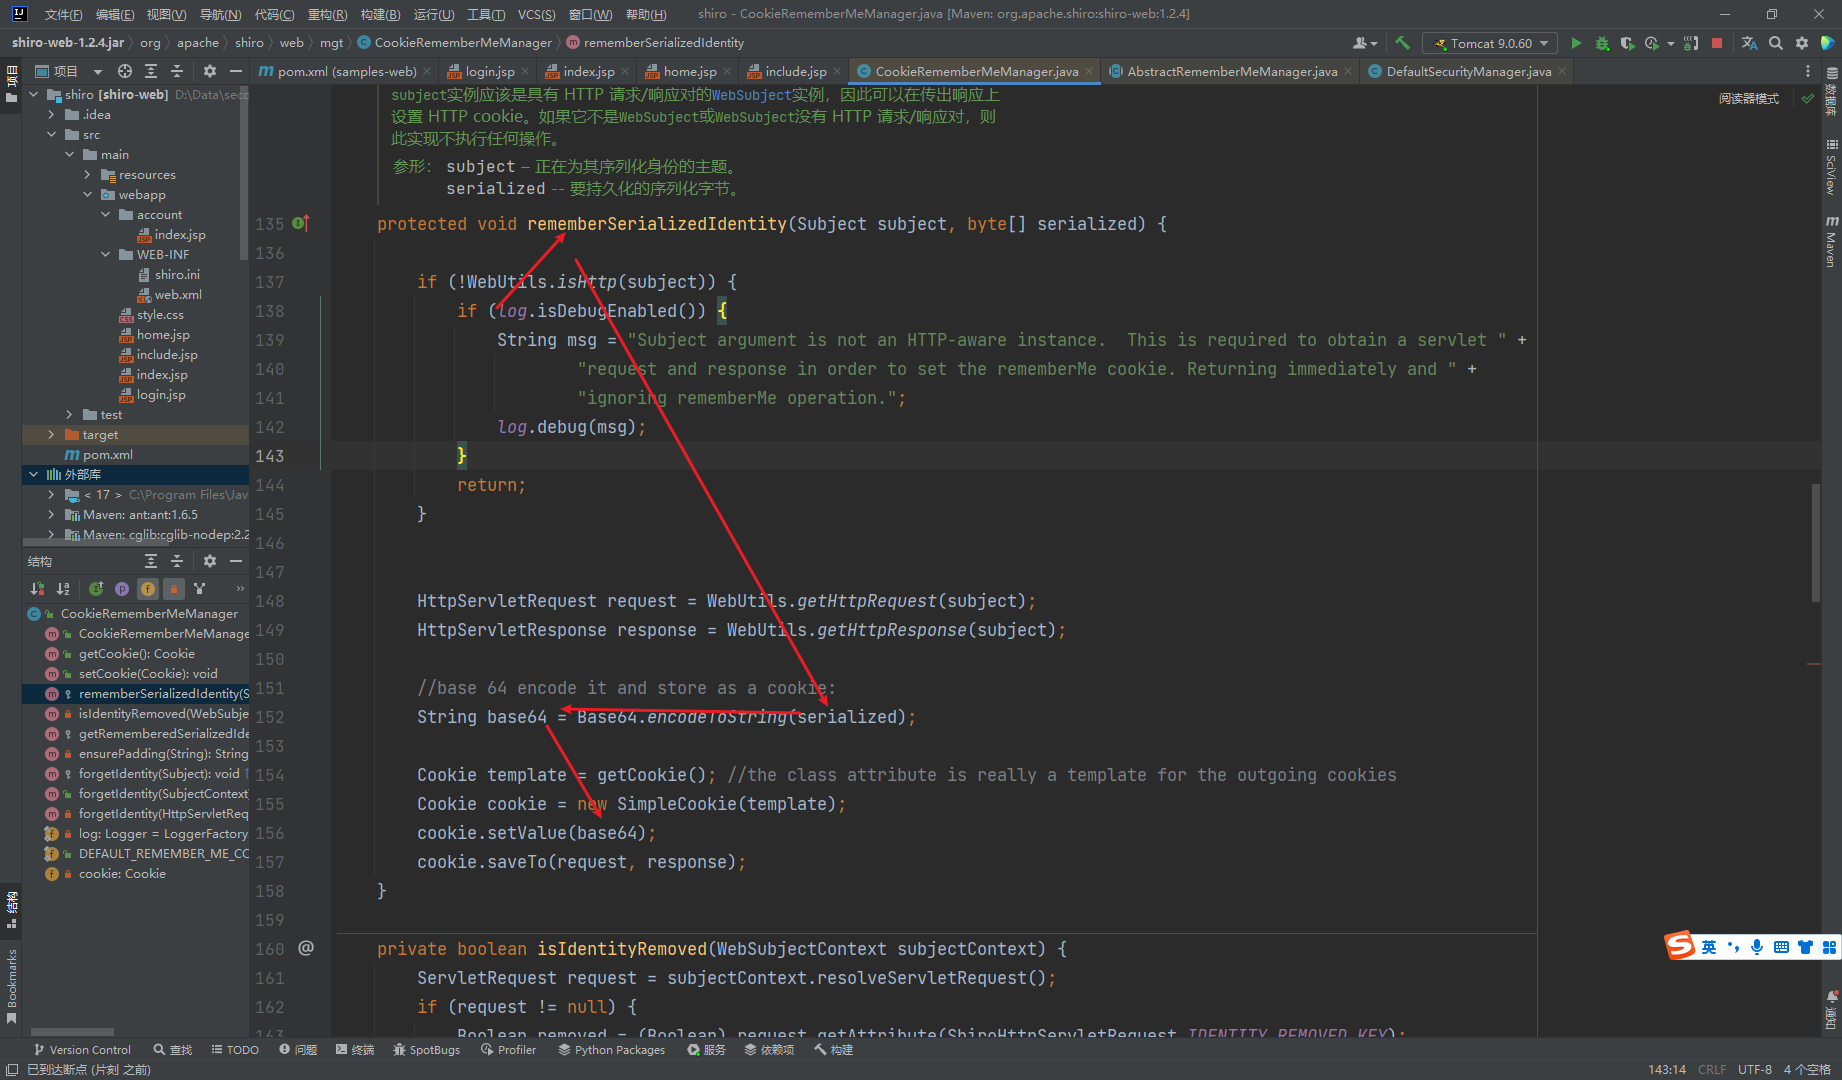 文件(F) 编辑(E) 视图(V) 导航(N) 代码(C) 重构(R) 构建(B) 运行(U) 工具(T) VCS(S) 窗口(W) 帮助(H) shiro - CookieRememberMeManager.java [Maven: org.apache.shiro:shiro-web:1.2.4]
shiro-web-1.2.4.jar org apache shiro web mgt CookieRememberMeManager rememberSerializedIdentity Tomcat 9.0.60
项目 pom.xml (samples-web) login.jsp index.jsp home.jsp include.jsp CookieRememberMeManager.java AbstractRememberMeManager.java DefaultSecurityManager.java
项目
shiro [shiro-web] D:\Data\sec
.idea
src
main
resources
webapp
account
index.jsp
WEB-INF
shiro.ini
web.xml
style.css
home.jsp
include.jsp
index.jsp
login.jsp
test
target
pom.xml
外部库
< 17 > C:\Program Files\Jav
Maven: ant:ant:1.6.5
Maven: cglib:cglib-nodep:2.2
结构
CookieRememberMeManager
CookieRememberMeManage
getCookie(): Cookie
setCookie(Cookie): void
rememberSerializedIdentity(S
isIdentityRemoved(WebSubje
getRememberedSerializedIde
ensurePadding(String): String
forgetIdentity(Subject): void
forgetIdentity(SubjectContext
forgetIdentity(HttpServletReq
log: Logger = LoggerFactory.
DEFAULT_REMEMBER_ME_CO
cookie: Cookie
结构
Bookmarks
subject实例应该是具有 HTTP 请求/响应对的WebSubject实例，因此可以在传出响应上
设置 HTTP cookie。如果它不是WebSubject或WebSubject没有 HTTP 请求/响应对，则
此实现不执行任何操作。
参形： subject – 正在为其序列化身份的主题。
serialized -- 要持久化的序列化字节。
阅读器模式
135 protected void rememberSerializedIdentity(Subject subject, byte[] serialized) {
136
137 if (!WebUtils.isHttp(subject)) {
138 if (log.isDebugEnabled()) {
139 String msg = "Subject argument is not an HTTP-aware instance.  This is required to obtain a servlet " +
140 "request and response in order to set the rememberMe cookie. Returning immediately and " +
141 "ignoring rememberMe operation.";
142 log.debug(msg);
143 }
144 return;
145 }
146
147
148 HttpServletRequest request = WebUtils.getHttpRequest(subject);
149 HttpServletResponse response = WebUtils.getHttpResponse(subject);
150
151 //base 64 encode it and store as a cookie:
152 String base64 = Base64.encodeToString(serialized);
153
154 Cookie template = getCookie(); //the class attribute is really a template for the outgoing cookies
155 Cookie cookie = new SimpleCookie(template);
156 cookie.setValue(base64);
157 cookie.saveTo(request, response);
158 }
159
160 @ private boolean isIdentityRemoved(WebSubjectContext subjectContext) {
161 ServletRequest request = subjectContext.resolveServletRequest();
162 if (request != null) {
163 Boolean removed = (Boolean) request.getAttribute(ShiroHttpServletRequest.IDENTITY_REMOVED_KEY);
数据库
SciView
Maven
通知
英
Version Control 查找 TODO 问题 终端 SpotBugs Profiler Python Packages 服务 依赖项 构建
已到达断点 (片刻 之前) 143:14 CRLF UTF-8 4 个空格